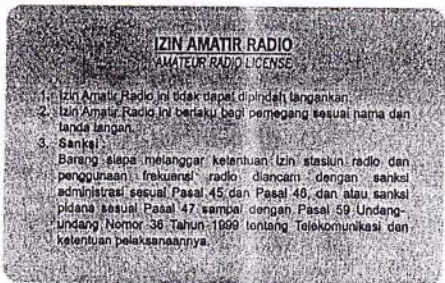 IZIN AMATIR RADIO
AMATEUR RADIO LICENSE
1. Izin Amatir Radio ini tidak dapat dipindah tangankan.
2. Izin Amatir Radio ini berlaku bagi pemegang sesuai nama dan
tanda tangan.
3. Sanksi :
Barang siapa melanggar ketentuan izin stasiun radio dan
penggunaan frekuensi radio diancam dengan sanksi
administrasi sesuai Pasal 45 dan Pasal 46, dan atau sanksi
pidana sesuai Pasal 47 sampai dengan Pasal 59 Undang-
undang Nomor 36 Tahun 1999 tentang Telekomunikasi dan
ketentuan pelaksanaannya.